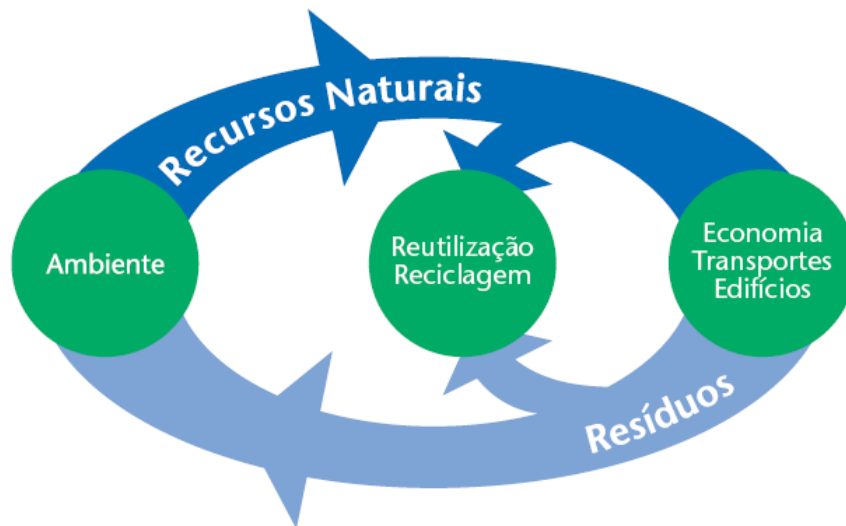 Recursos Naturais
Ambiente
Reutilização
Reciclagem
Economia
Transportes
Edifícios
Resíduos